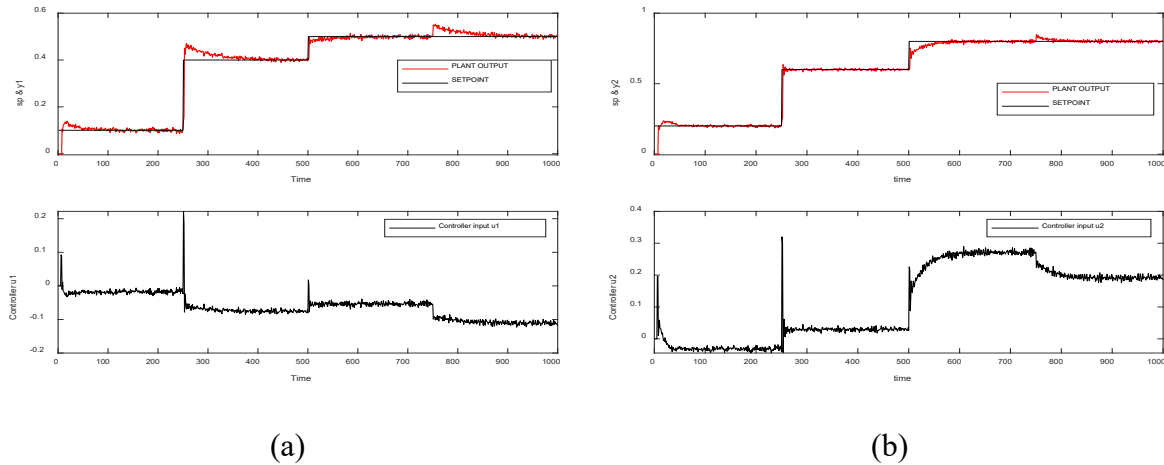 0.6
0.4
0.2
0
sp & y1
PLANT OUTPUT
SETPOINT
0 100 200 300 400 500 600 700 800 900 1000
Time
0.2
0.1
0
-0.1
-0.2
Controller u1
Controller input u1
0 100 200 300 400 500 600 700 800 900 1000
Time
(a)
1
0.5
0
sp & y2
PLANT OUTPUT
SETPOINT
0 100 200 300 400 500 600 700 800 900 1000
time
0.4
0.3
0.2
0.1
0
Controller u2
Controller input u2
0 100 200 300 400 500 600 700 800 900 1000
time
(b)